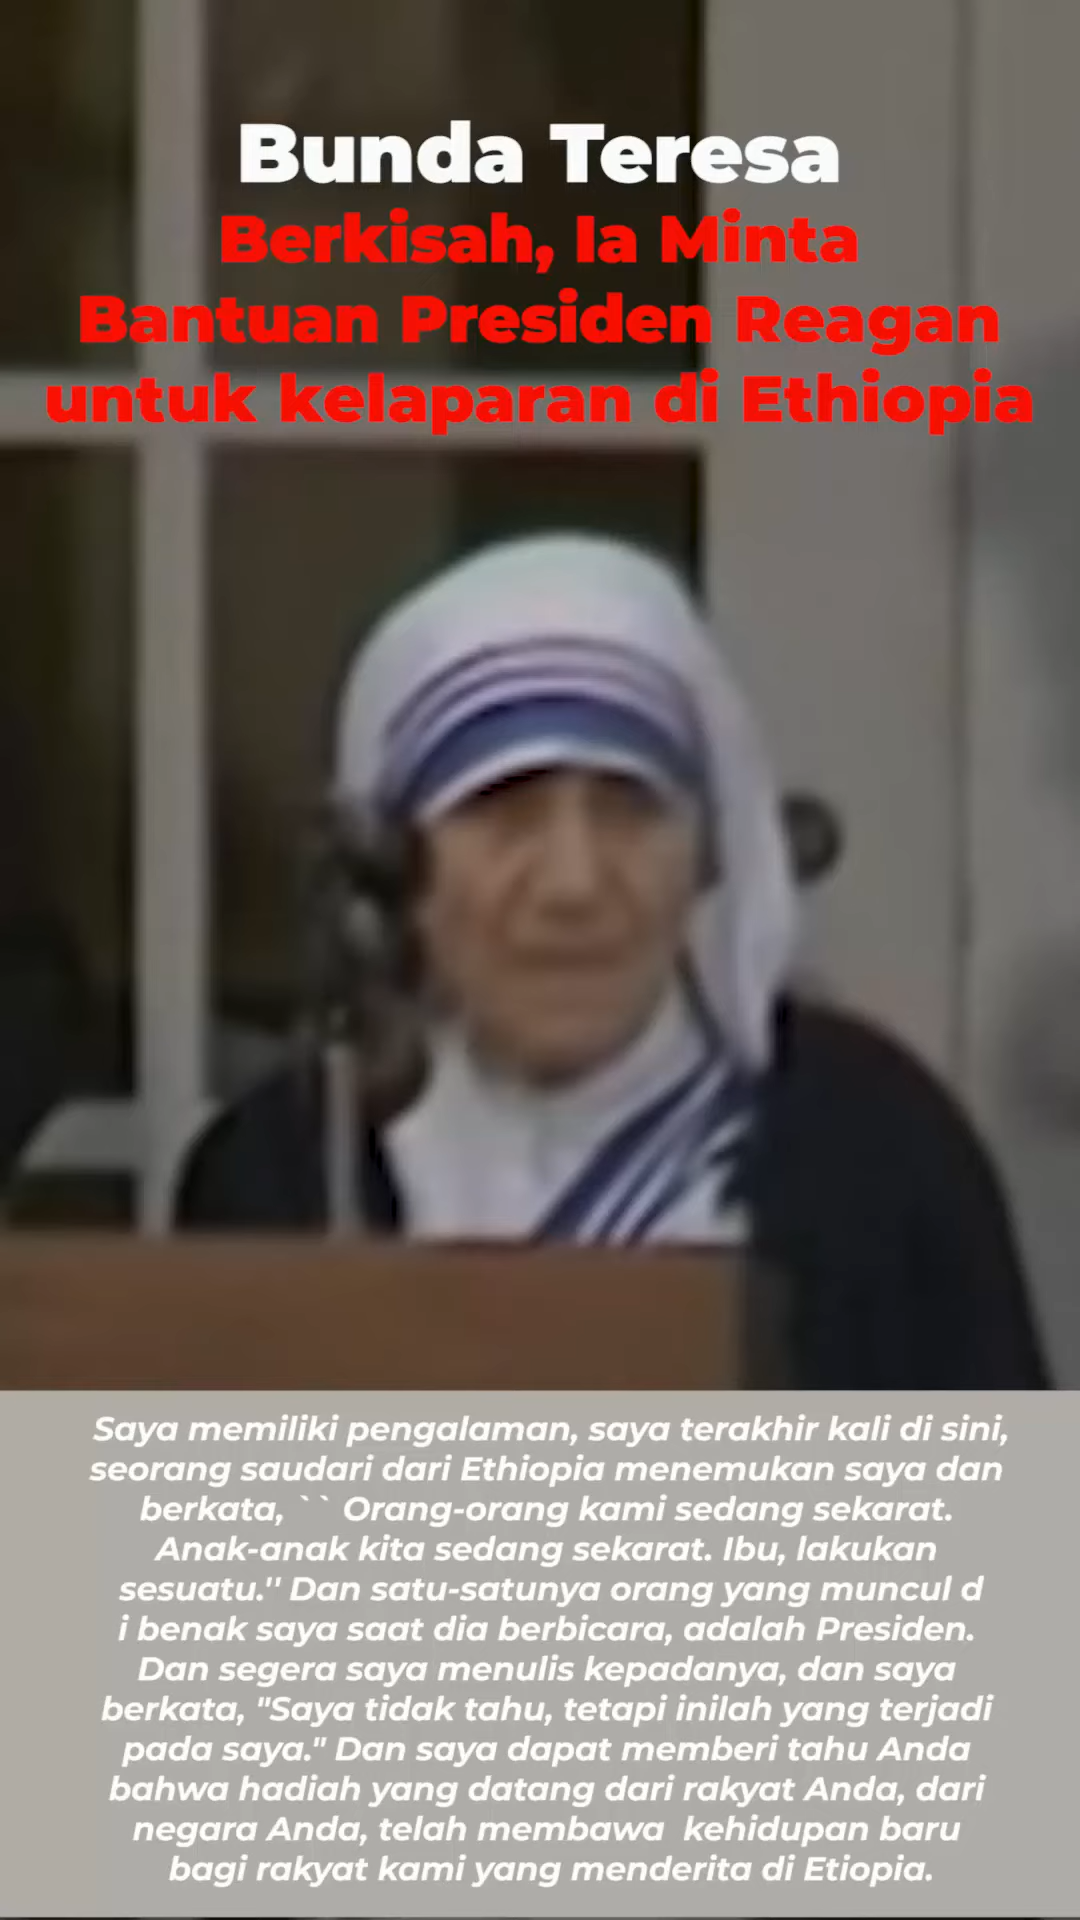 Bunda Teresa
Berkisah, Ia Minta
Bantuan Presiden Reagan
untuk kelaparan di Ethiopia
Saya memiliki pengalaman, saya terakhir kali di sini,
seorang saudari dari Ethiopia menemukan saya dan
berkata, `` Orang-orang kami sedang sekarat.
Anak-anak kita sedang sekarat. Ibu, lakukan
sesuatu.'' Dan satu-satunya orang yang muncul d
i benak saya saat dia berbicara, adalah Presiden.
Dan segera saya menulis kepadanya, dan saya
berkata, "Saya tidak tahu, tetapi inilah yang terjadi
pada saya." Dan saya dapat memberi tahu Anda
bahwa hadiah yang datang dari rakyat Anda, dari
negara Anda, telah membawa  kehidupan baru
bagi rakyat kami yang menderita di Etiopia.